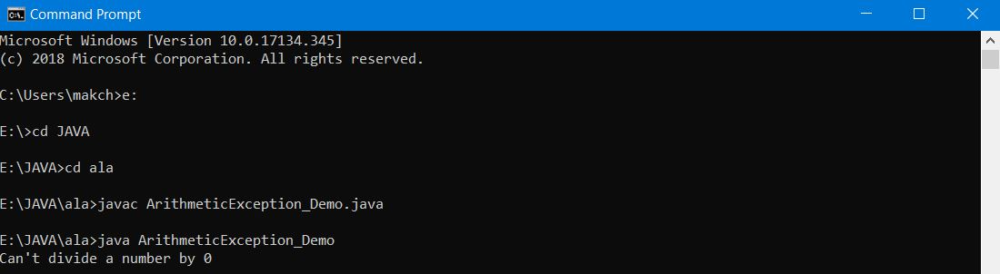 Command Prompt
Microsoft Windows [Version 10.0.17134.345]
(c) 2018 Microsoft Corporation. All rights reserved.
C:\Users\makch>e:
E:\>cd JAVA
E:\JAVA>cd ala
E:\JAVA\ala>javac ArithmeticException_Demo.java
E:\JAVA\ala>java ArithmeticException_Demo
Can't divide a number by 0